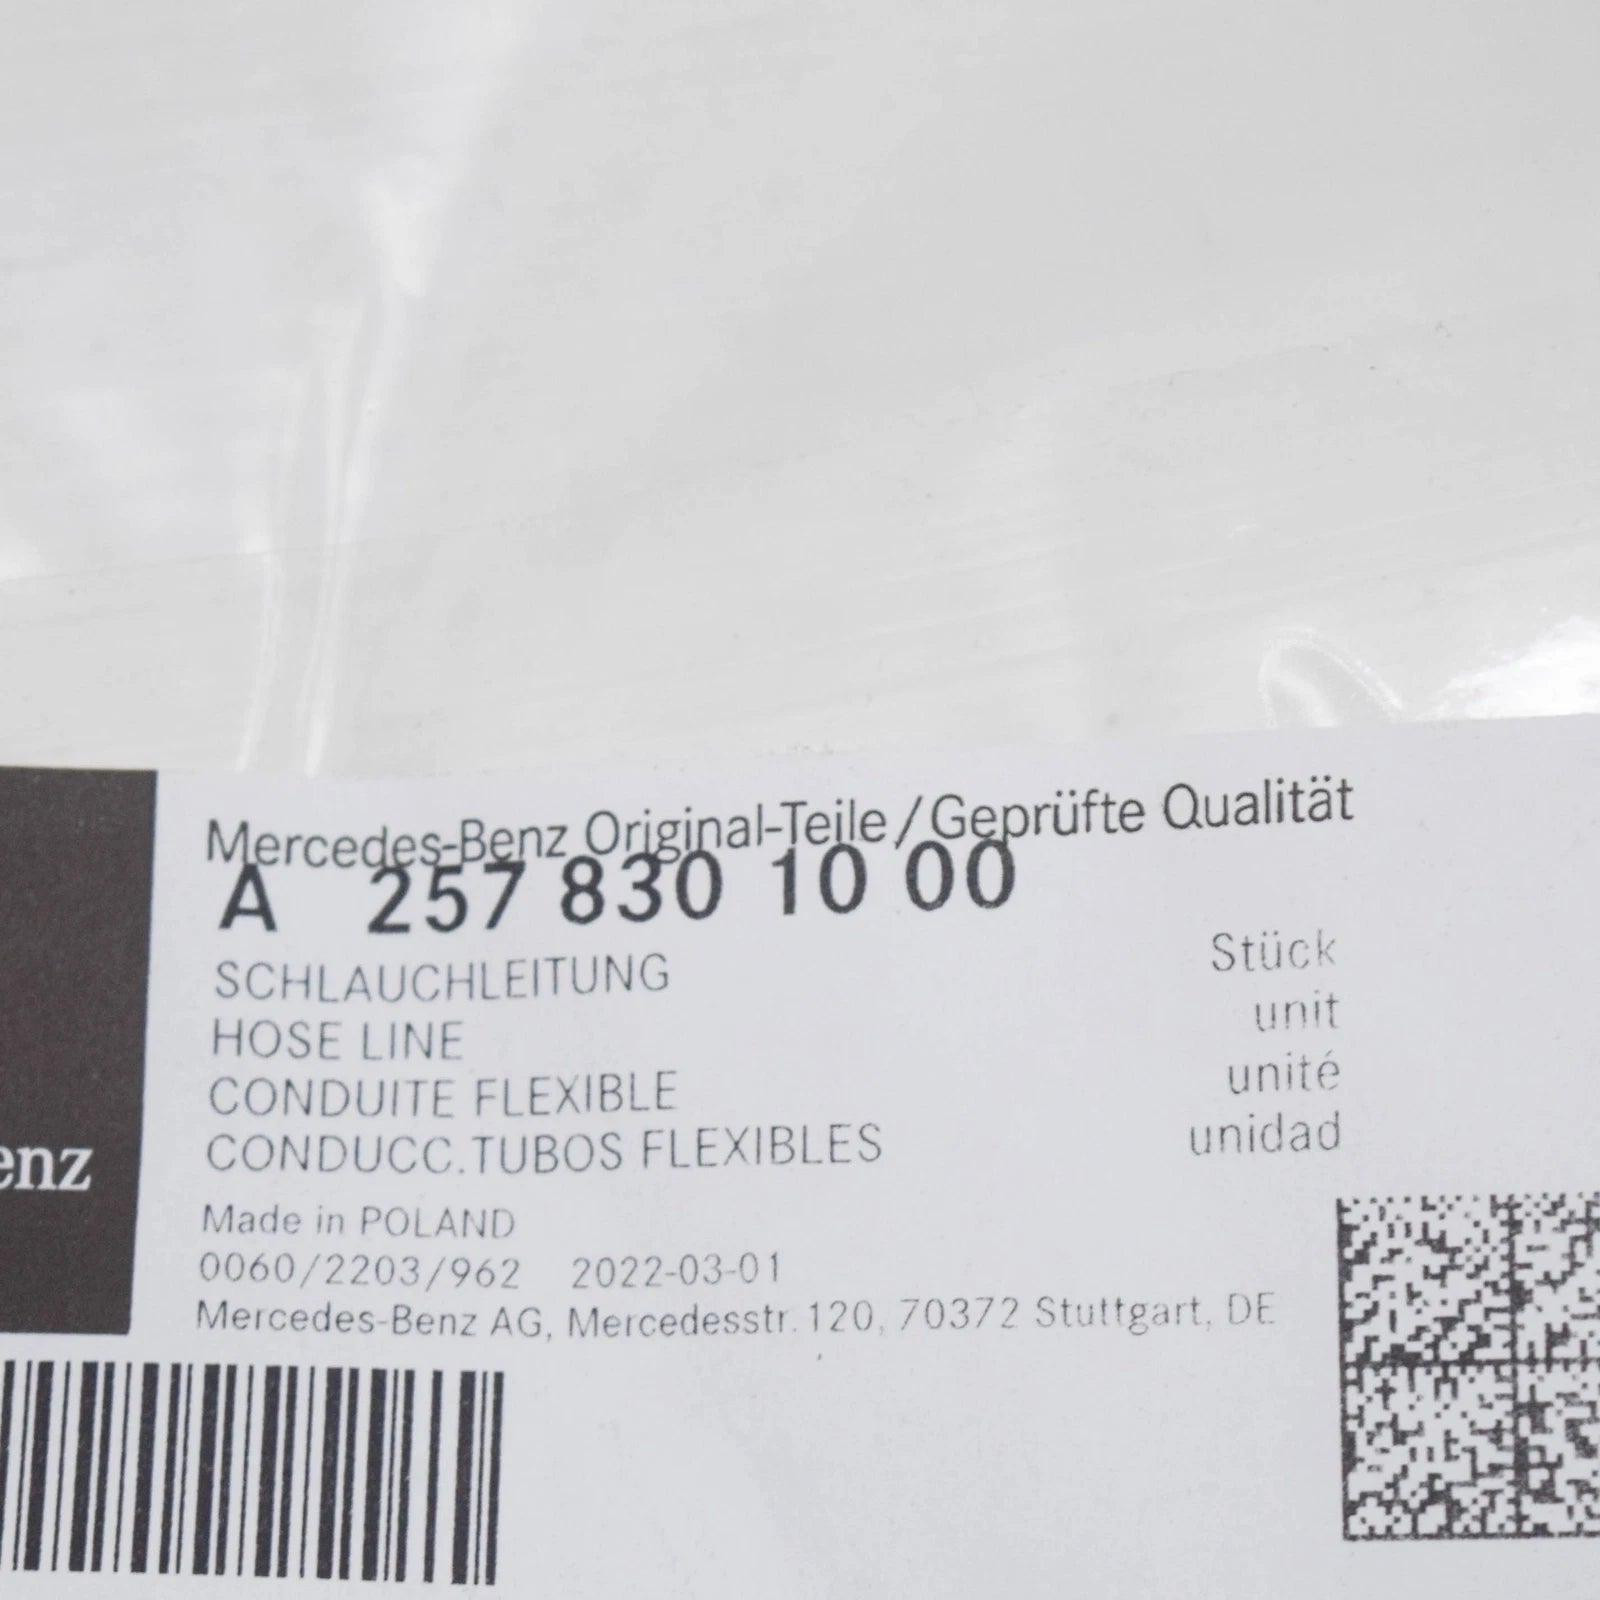 Mercedes-Benz Original-Teile/Geprüfte Qualität
A 257 830 10 00
SCHLAUCHLEITUNG
HOSE LINE
CONDUITE FLEXIBLE
CONDUCC.TUBOS FLEXIBLES
Stück
unit
unité
unidad
enz
Made in POLAND
0060/2203/962 2022-03-01
Mercedes-Benz AG, Mercedesstr.120, 70372 Stuttgart, DE